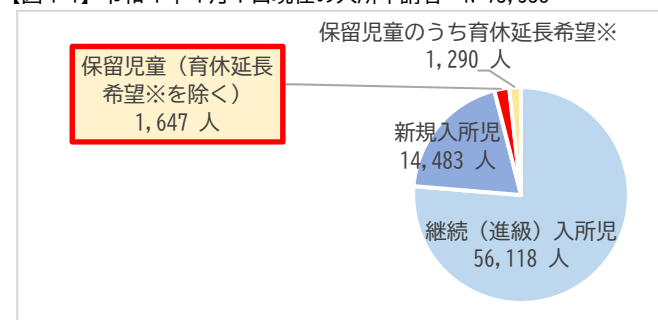 保留児童のうち育休延長希望※
1,290 人
保留児童（育休延長
希望※を除く）
1,647 人
新規入所児
14,483 人
継続（進級）入所児
56,118 人